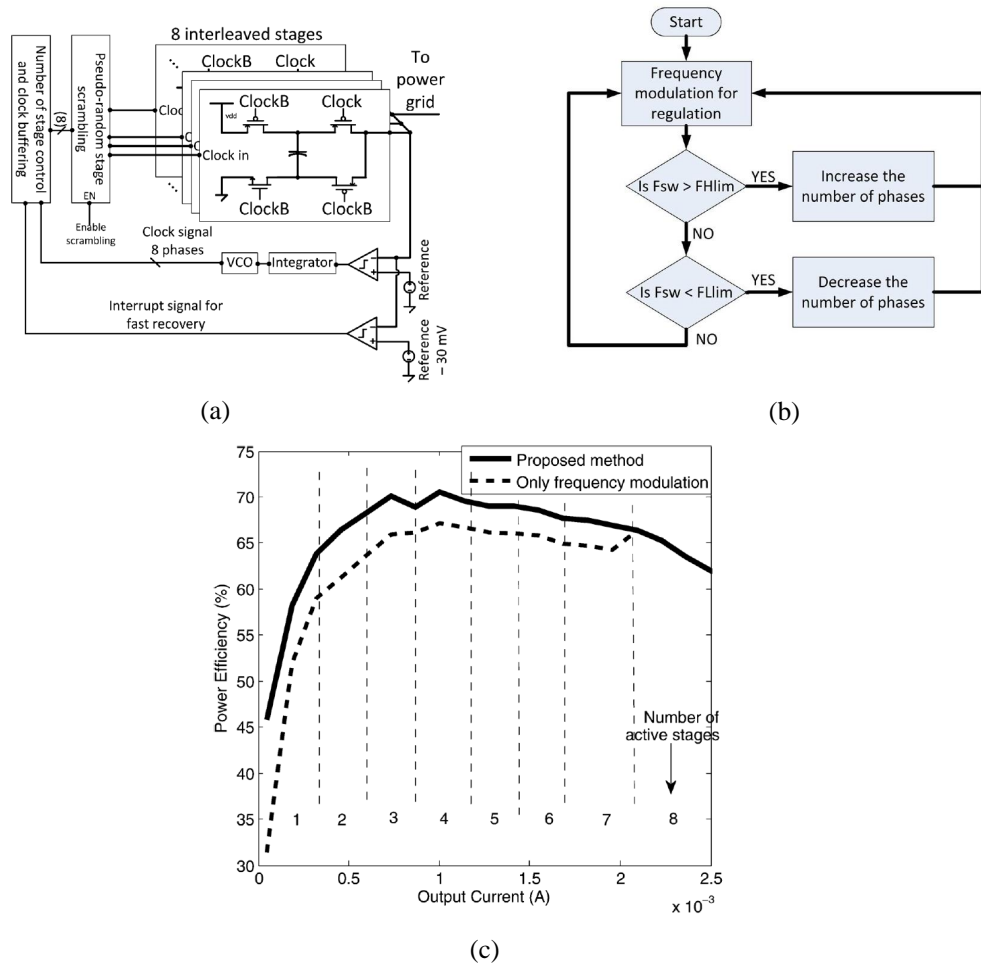 8 interleaved stages
Number of stage control
and clock buffering
(8)
Pseudo-random stage
scrambling
EN
Enable
scrambling
ClockB Clock
Cloc
C
C
ClockB Clock
vdd
Clock in
ClockB ClockB
To
power
grid
Clock signal
8 phases
VCO
Integrator
Reference
Interrupt signal for
fast recovery
Reference
– 30 mV
(a)
Start
Frequency
modulation for
regulation
Is Fsw > FHlim
YES
Increase the
number of phases
NO
Is Fsw < FLlim
YES
Decrease the
number of phases
NO
(b)
Proposed method
Only frequency modulation
Power Efficiency (%)
75
70
65
60
55
50
45
40
35
30
Number of
active stages
1 2 3 4 5 6 7 8
0 0.5 1 1.5 2 2.5
Output Current (A)
x 10⁻³
(c)